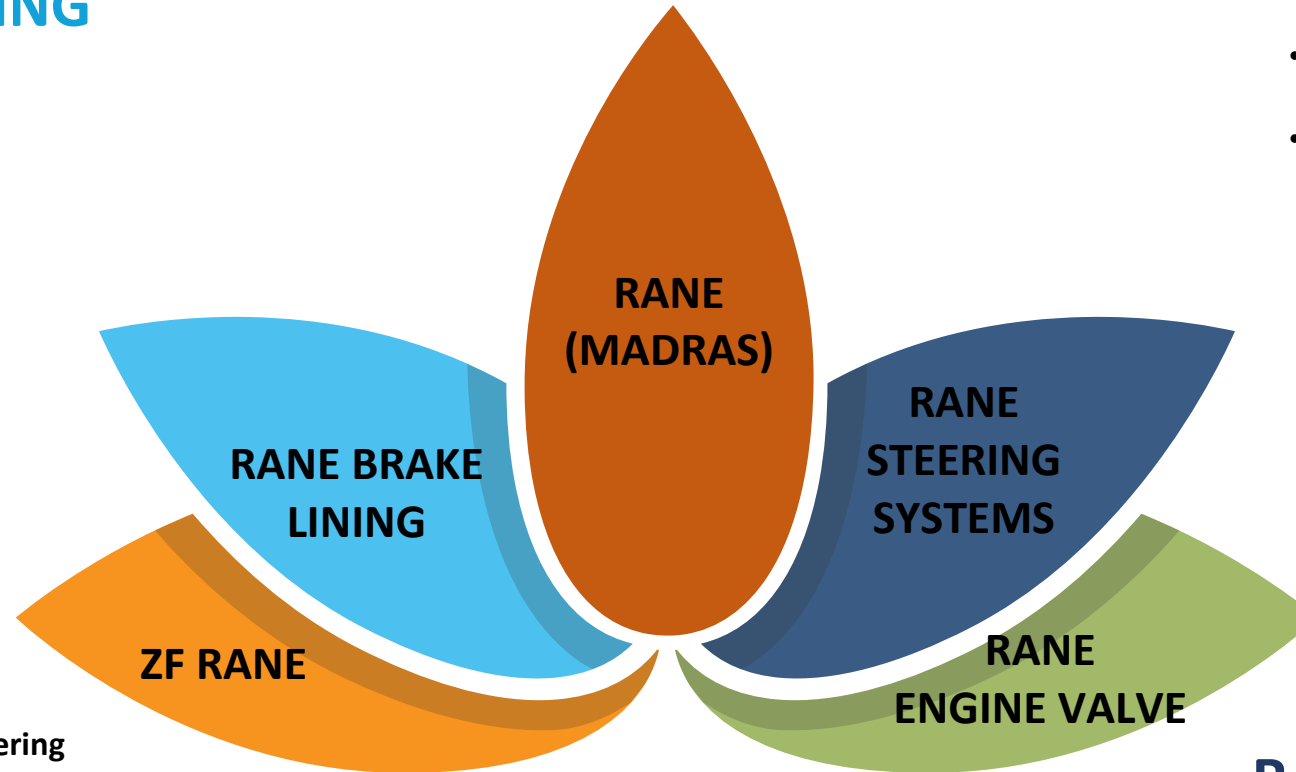 ING
RANE
(MADRAS)
RANE BRAKE
LINING
RANE
STEERING
SYSTEMS
ZF RANE
RANE
ENGINE VALVE
ering